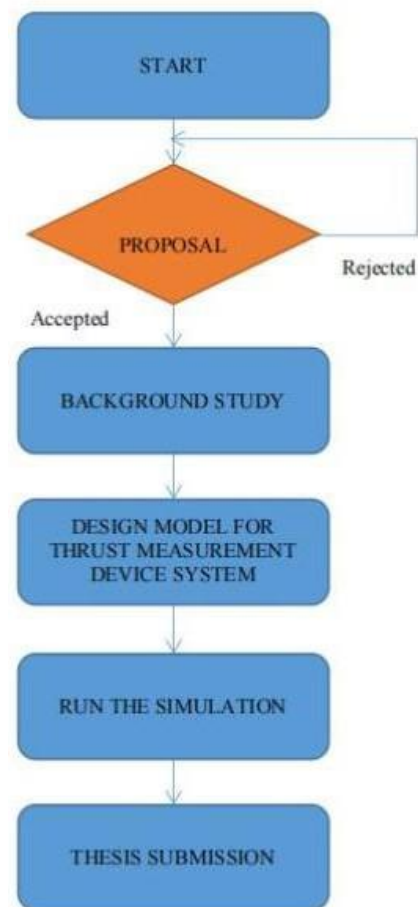 START
PROPOSAL
Rejected
Accepted
BACKGROUND STUDY
DESIGN MODEL FOR
THRUST MEASUREMENT
DEVICE SYSTEM
RUN THE SIMULATION
THESIS SUBMISSION